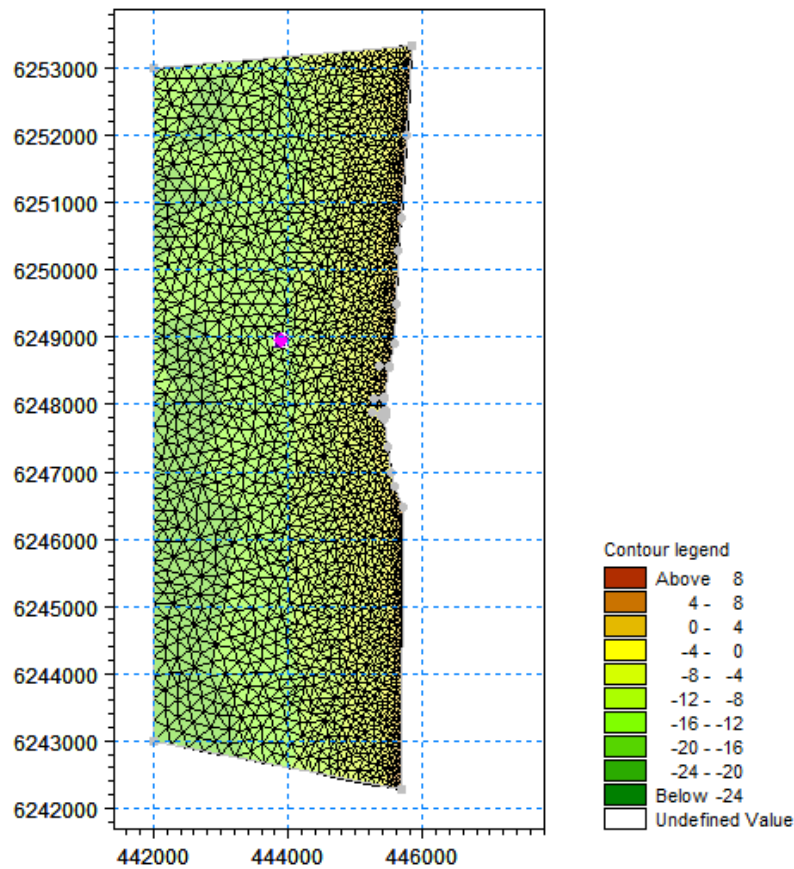 6253000
6252000
6251000
6250000
6249000
6248000
6247000
6246000
6245000
6244000
6243000
6242000
442000 444000 446000
Contour legend
Above 8
4 - 8
0 - 4
-4 - 0
-8 - -4
-12 - -8
-16 - -12
-20 - -16
-24 - -20
Below -24
Undefined Value